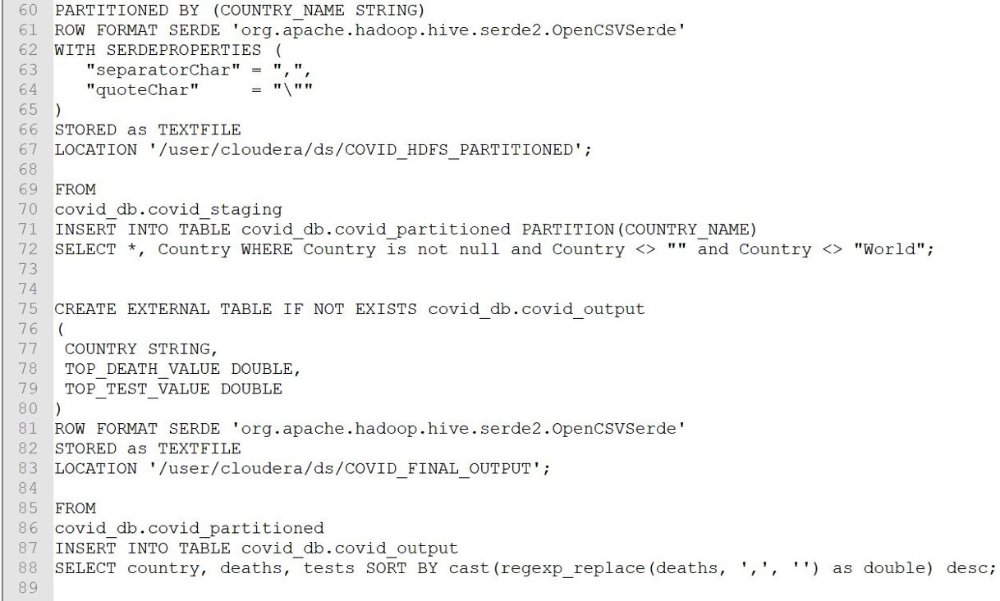 60 PARTITIONED BY (COUNTRY_NAME STRING)
61 ROW FORMAT SERDE 'org.apache.hadoop.hive.serde2.OpenCSVSerde'
62 WITH SERDEPROPERTIES (
63    "separatorChar" = ",",
64    "quoteChar"     = "\""
65 )
66 STORED as TEXTFILE
67 LOCATION '/user/cloudera/ds/COVID_HDFS_PARTITIONED';
68
69 FROM
70 covid_db.covid_staging
71 INSERT INTO TABLE covid_db.covid_partitioned PARTITION(COUNTRY_NAME)
72 SELECT *, Country WHERE Country is not null and Country <> "" and Country <> "World";
73
74
75 CREATE EXTERNAL TABLE IF NOT EXISTS covid_db.covid_output
76 (
77  COUNTRY STRING,
78  TOP_DEATH_VALUE DOUBLE,
79  TOP_TEST_VALUE DOUBLE
80 )
81 ROW FORMAT SERDE 'org.apache.hadoop.hive.serde2.OpenCSVSerde'
82 STORED as TEXTFILE
83 LOCATION '/user/cloudera/ds/COVID_FINAL_OUTPUT';
84
85 FROM
86 covid_db.covid_partitioned
87 INSERT INTO TABLE covid_db.covid_output
88 SELECT country, deaths, tests SORT BY cast(regexp_replace(deaths, ',', '') as double) desc;
89